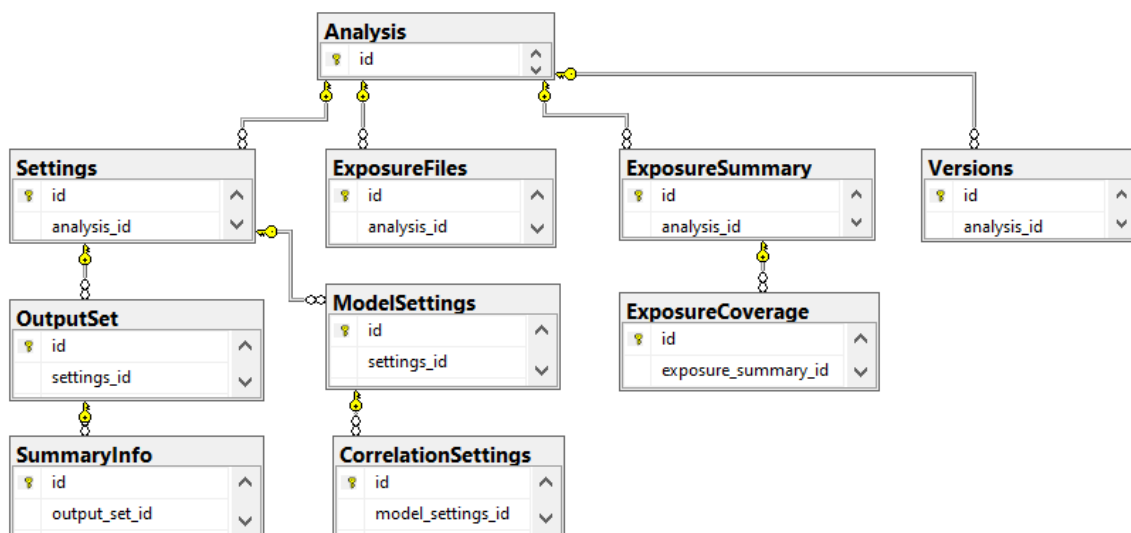 Analysis
id
Settings
id
analysis_id
ExposureFiles
id
analysis_id
ExposureSummary
id
analysis_id
Versions
id
analysis_id
OutputSet
id
settings_id
ModelSettings
id
settings_id
ExposureCoverage
id
exposure_summary_id
SummaryInfo
id
output_set_id
CorrelationSettings
id
model_settings_id